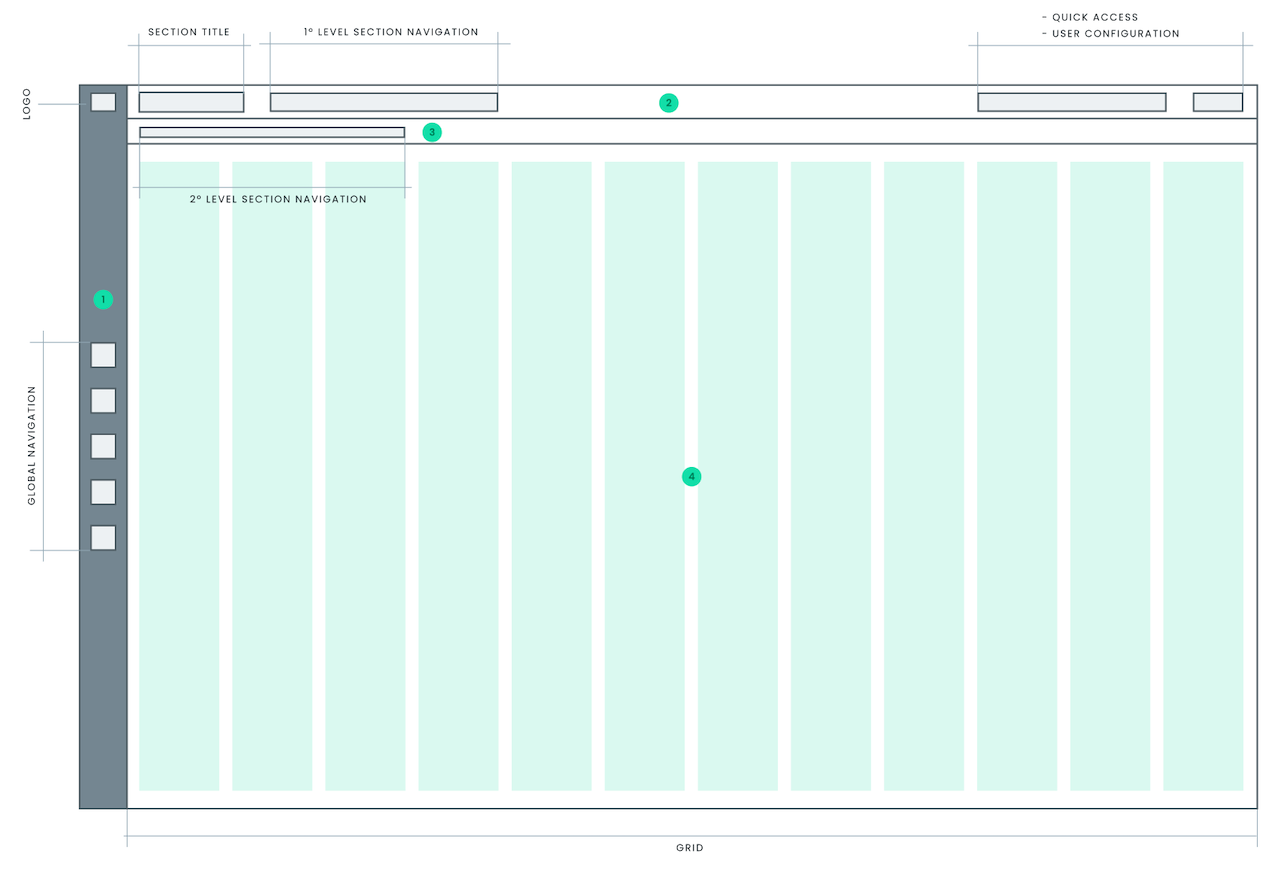 - QUICK ACCESS
- USER CONFIGURATION
SECTION TITLE
1º LEVEL SECTION NAVIGATION
LOGO
2
3
2º LEVEL SECTION NAVIGATION
1
GLOBAL NAVIGATION
4
GRID